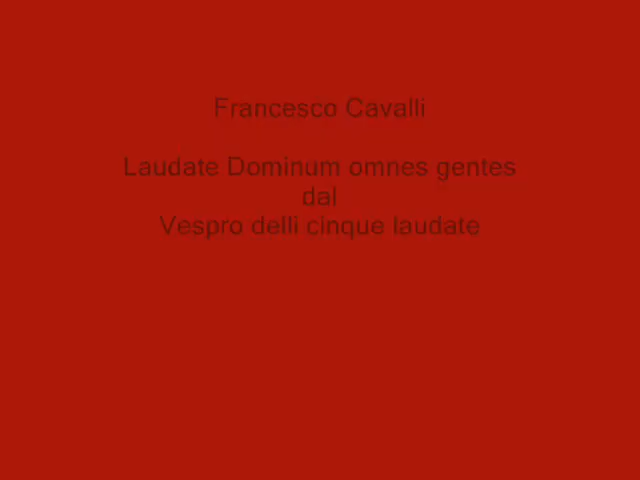 Francesco Cavalli
Laudate Dominum omnes gentes
dal
Vespro delli cinque laudate